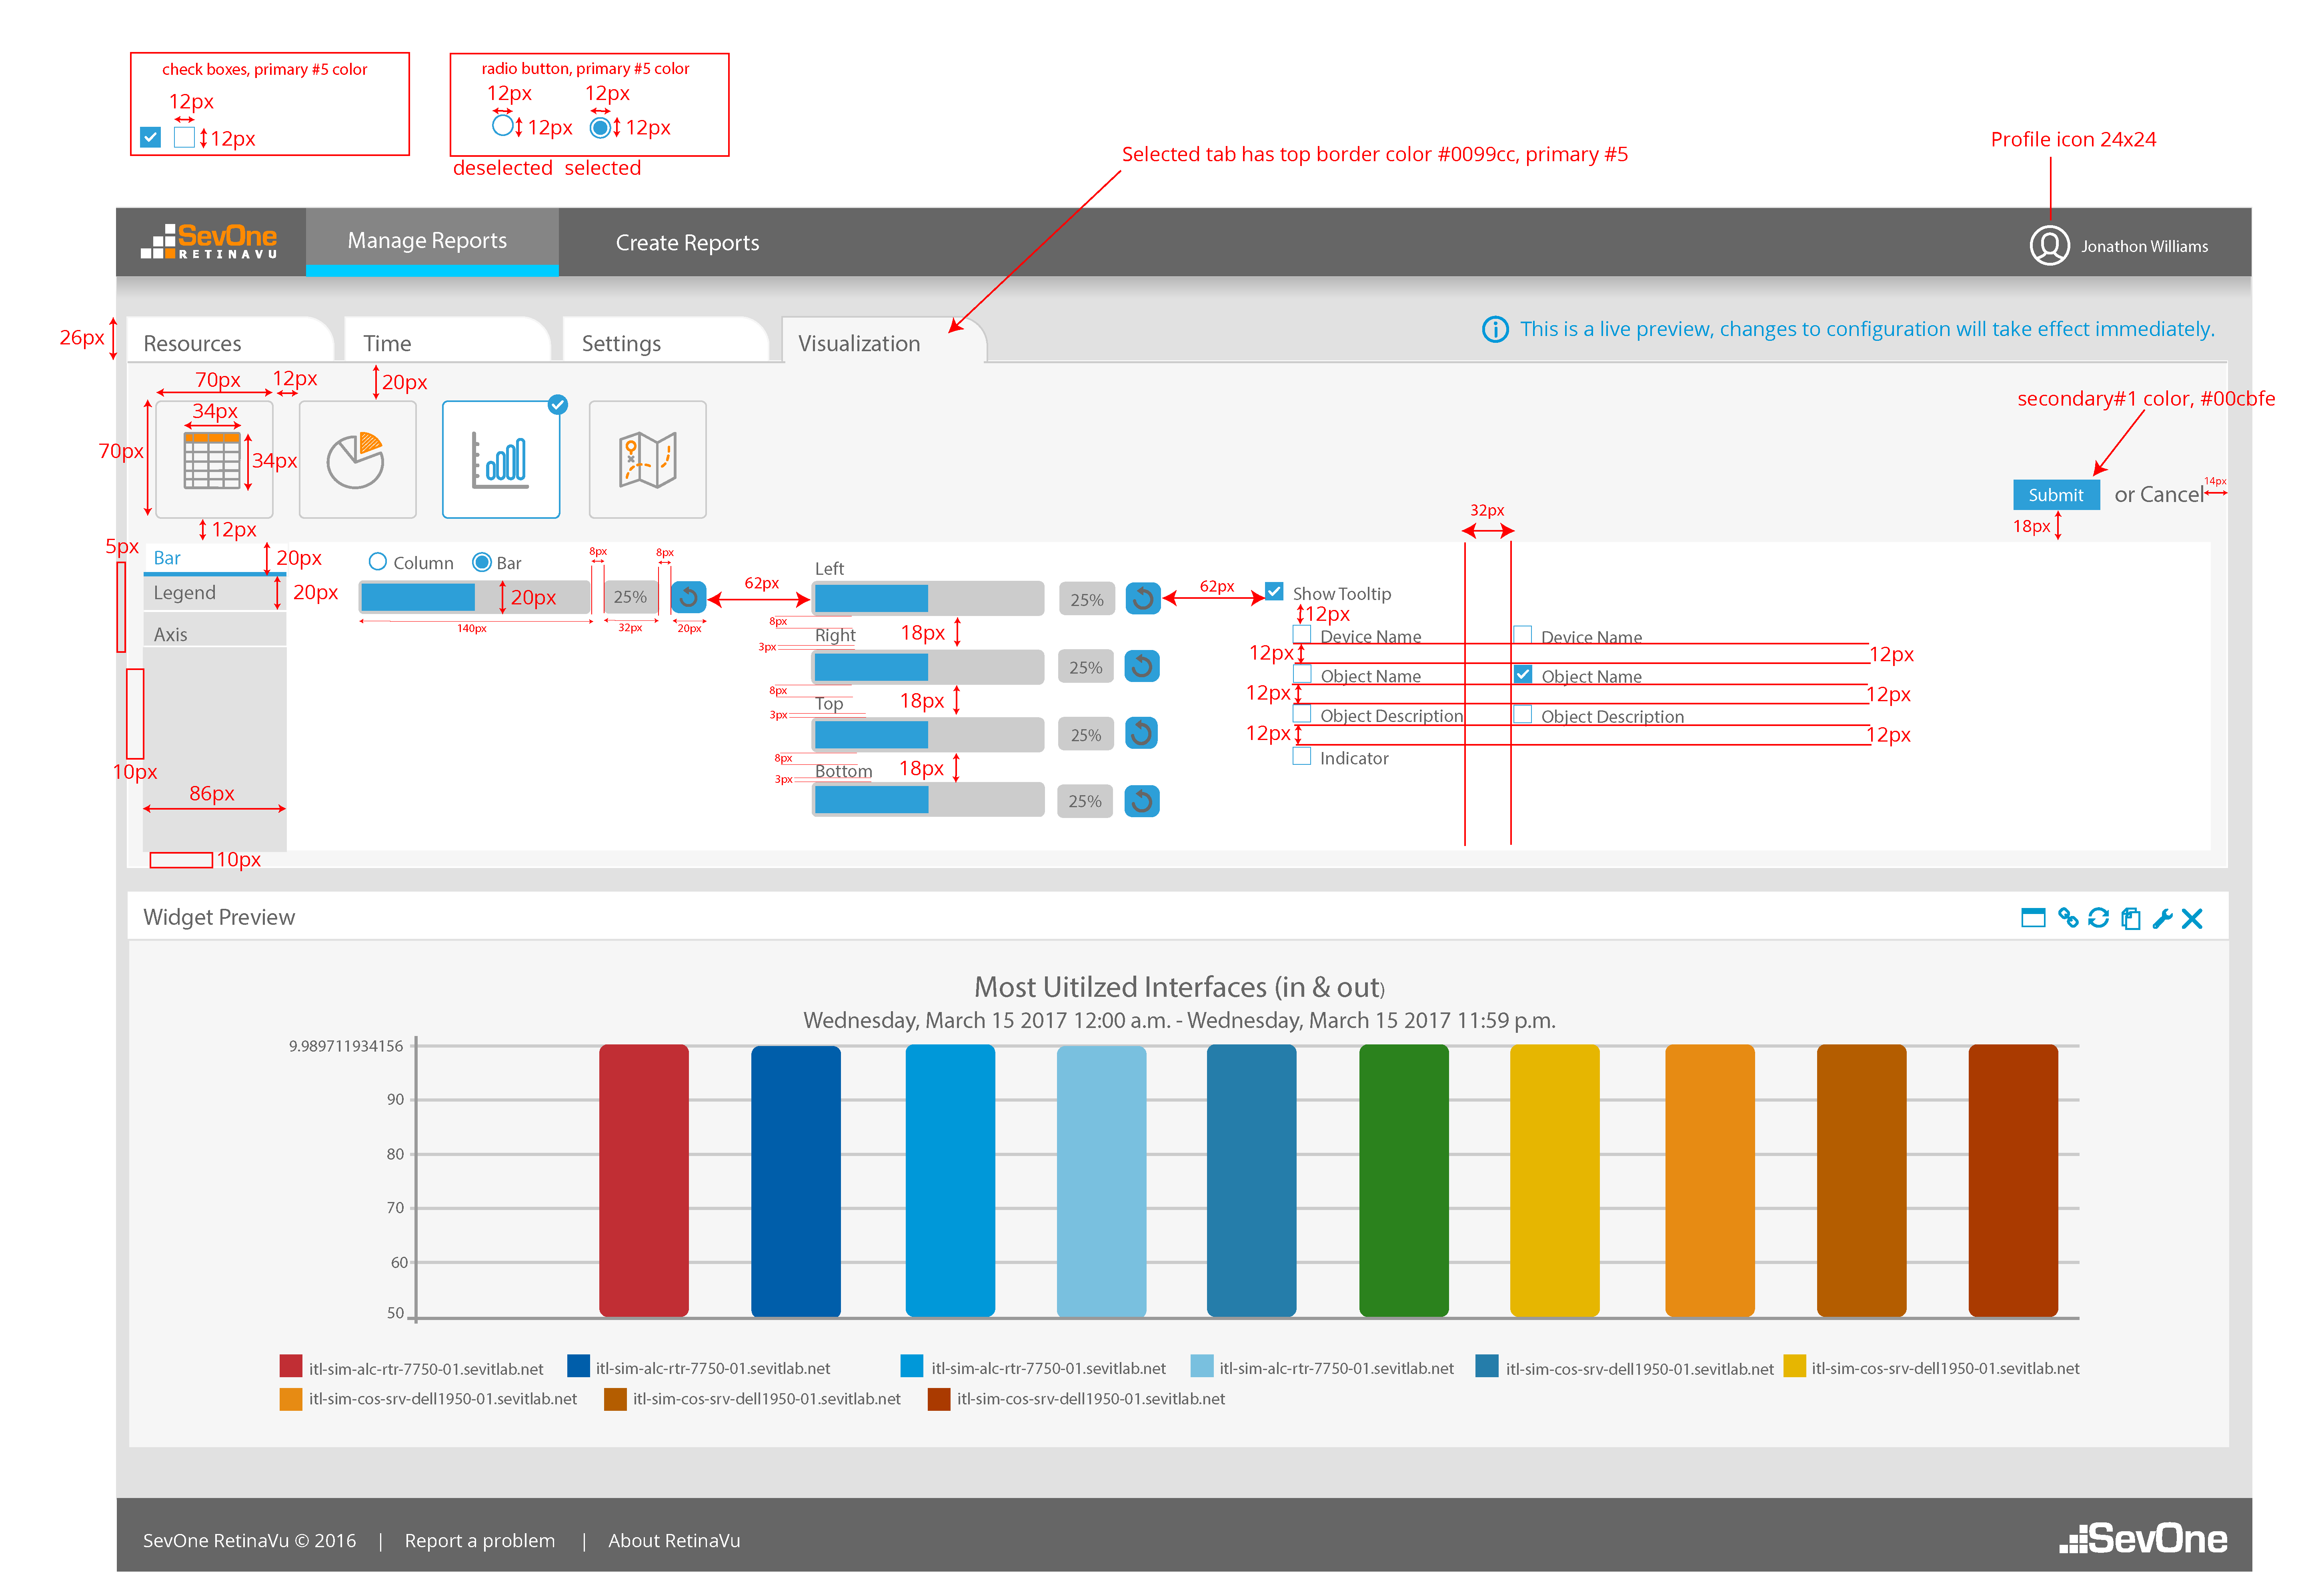 check boxes, primary #5 color
12px
12px
radio button, primary #5 color
12px 12px
12px 12px
deselected selected
Selected tab has top border color #0099cc, primary #5
Profile icon 24x24
SevOne
RETINAVU
Manage Reports
Create Reports
Jonathon Williams
26px
Resources
Time
Settings
Visualization
This is a live preview, changes to configuration will take effect immediately.
70px 12px 20px
34px
70px
34px
12px
secondary#1 color, #00cbfe
Submit or Cancel
14px
18px
32px
5px
Bar
20px
Legend
20px
Axis
10px
86px
10px
Column Bar
8px 8px
20px
25%
140px 32px 20px
62px
Left
25%
62px
8px
Right 18px
3px
25%
8px
Top 18px
3px
25%
8px
Bottom 18px
3px
25%
Show Tooltip
12px
Device Name Device Name
12px 12px
Object Name Object Name
12px 12px
Object Description Object Description
12px 12px
Indicator
Widget Preview
Most Uitilzed Interfaces (in & out)
Wednesday, March 15 2017 12:00 a.m. - Wednesday, March 15 2017 11:59 p.m.
9.989711934156
90
80
70
60
50
itl-sim-alc-rtr-7750-01.sevitlab.net itl-sim-alc-rtr-7750-01.sevitlab.net itl-sim-alc-rtr-7750-01.sevitlab.net itl-sim-alc-rtr-7750-01.sevitlab.net itl-sim-cos-srv-dell1950-01.sevitlab.net itl-sim-cos-srv-dell1950-01.sevitlab.net
itl-sim-cos-srv-dell1950-01.sevitlab.net itl-sim-cos-srv-dell1950-01.sevitlab.net itl-sim-cos-srv-dell1950-01.sevitlab.net
SevOne RetinaVu © 2016 | Report a problem | About RetinaVu
SevOne